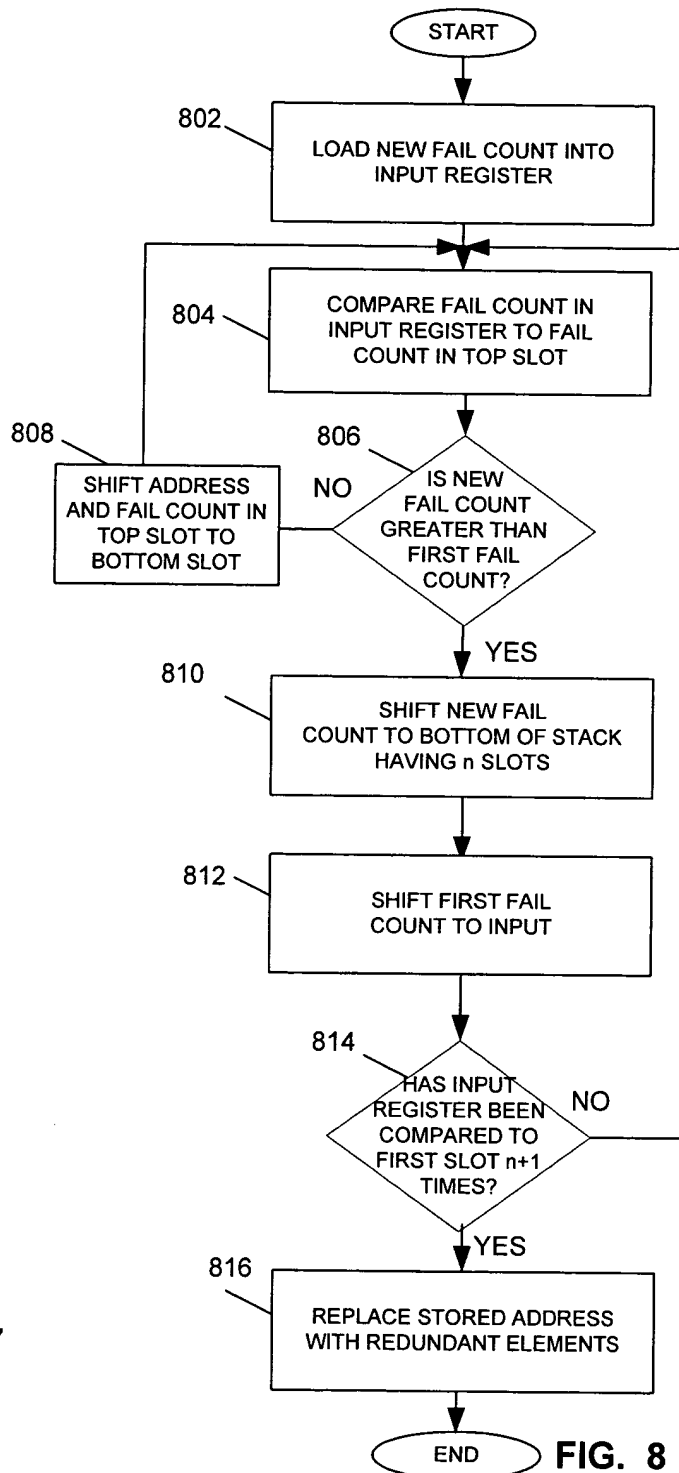 START
802
LOAD NEW FAIL COUNT INTO
INPUT REGISTER
804
COMPARE FAIL COUNT IN
INPUT REGISTER TO FAIL
COUNT IN TOP SLOT
808
SHIFT ADDRESS
AND FAIL COUNT IN
TOP SLOT TO
BOTTOM SLOT
NO
806
IS NEW
FAIL COUNT
GREATER THAN
FIRST FAIL
COUNT?
YES
810
SHIFT NEW FAIL
COUNT TO BOTTOM OF STACK
HAVING n SLOTS
812
SHIFT FIRST FAIL
COUNT TO INPUT
814
HAS INPUT
REGISTER BEEN
COMPARED TO
FIRST SLOT n+1
TIMES?
NO
YES
816
REPLACE STORED ADDRESS
WITH REDUNDANT ELEMENTS
END
FIG. 8